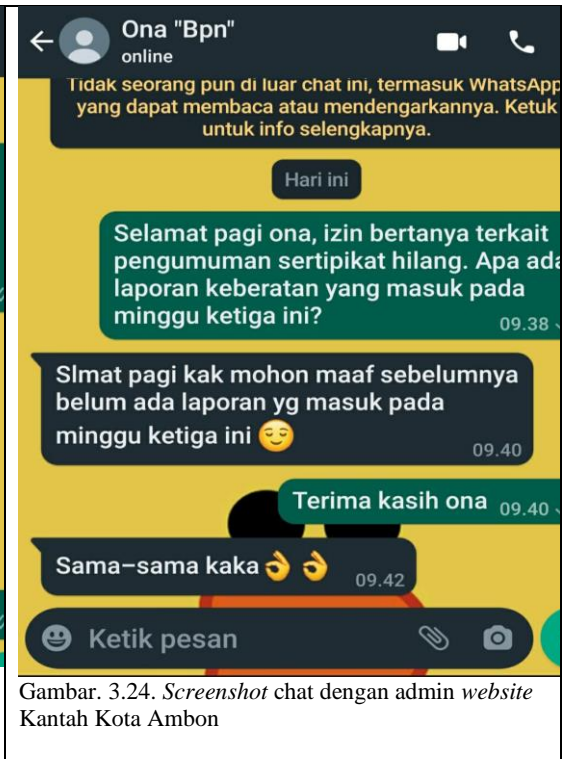 Ona "Bpn"
online
Tidak seorang pun di luar chat ini, termasuk WhatsApp
yang dapat membaca atau mendengarkannya. Ketuk
untuk info selengkapnya.
Hari ini
Selamat pagi ona, izin bertanya terkait
pengumuman sertipikat hilang. Apa ada
laporan keberatan yang masuk pada
minggu ketiga ini?
09.38
Slmat pagi kak mohon maaf sebelumnya
belum ada laporan yg masuk pada
minggu ketiga ini 😌
09.40
Terima kasih ona 09.40
Sama-sama kaka👌👌 09.42
Ketik pesan
Gambar. 3.24. Screenshot chat dengan admin website
Kantah Kota Ambon